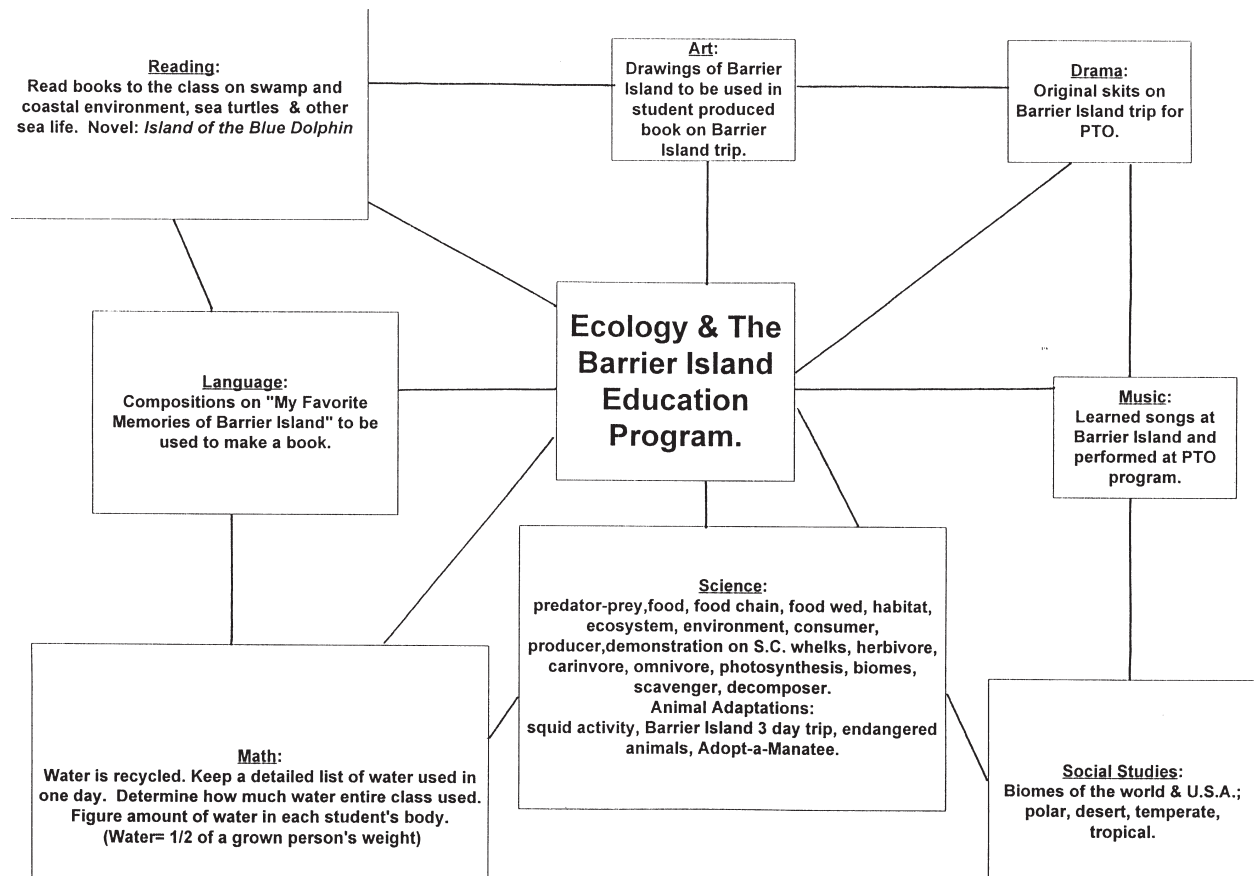 Reading:
Read books to the class on swamp and
coastal environment, sea turtles & other
sea life. Novel: Island of the Blue Dolphin
Art:
Drawings of Barrier
Island to be used in
student produced
book on Barrier
Island trip.
Drama:
Original skits on
Barrier Island trip for
PTO.
Ecology & The
Barrier Island
Education
Program.
Language:
Compositions on "My Favorite
Memories of Barrier Island" to be
used to make a book.
Music:
Learned songs at
Barrier Island and
performed at PTO
program.
Science:
predator-prey,food, food chain, food wed, habitat,
ecosystem, environment, consumer,
producer,demonstration on S.C. whelks, herbivore,
carinvore, omnivore, photosynthesis, biomes,
scavenger, decomposer.
Animal Adaptations:
squid activity, Barrier Island 3 day trip, endangered
animals, Adopt-a-Manatee.
Math:
Water is recycled. Keep a detailed list of water used in
one day. Determine how much water entire class used.
Figure amount of water in each student's body.
(Water= 1/2 of a grown person's weight)
Social Studies:
Biomes of the world & U.S.A.;
polar, desert, temperate,
tropical.